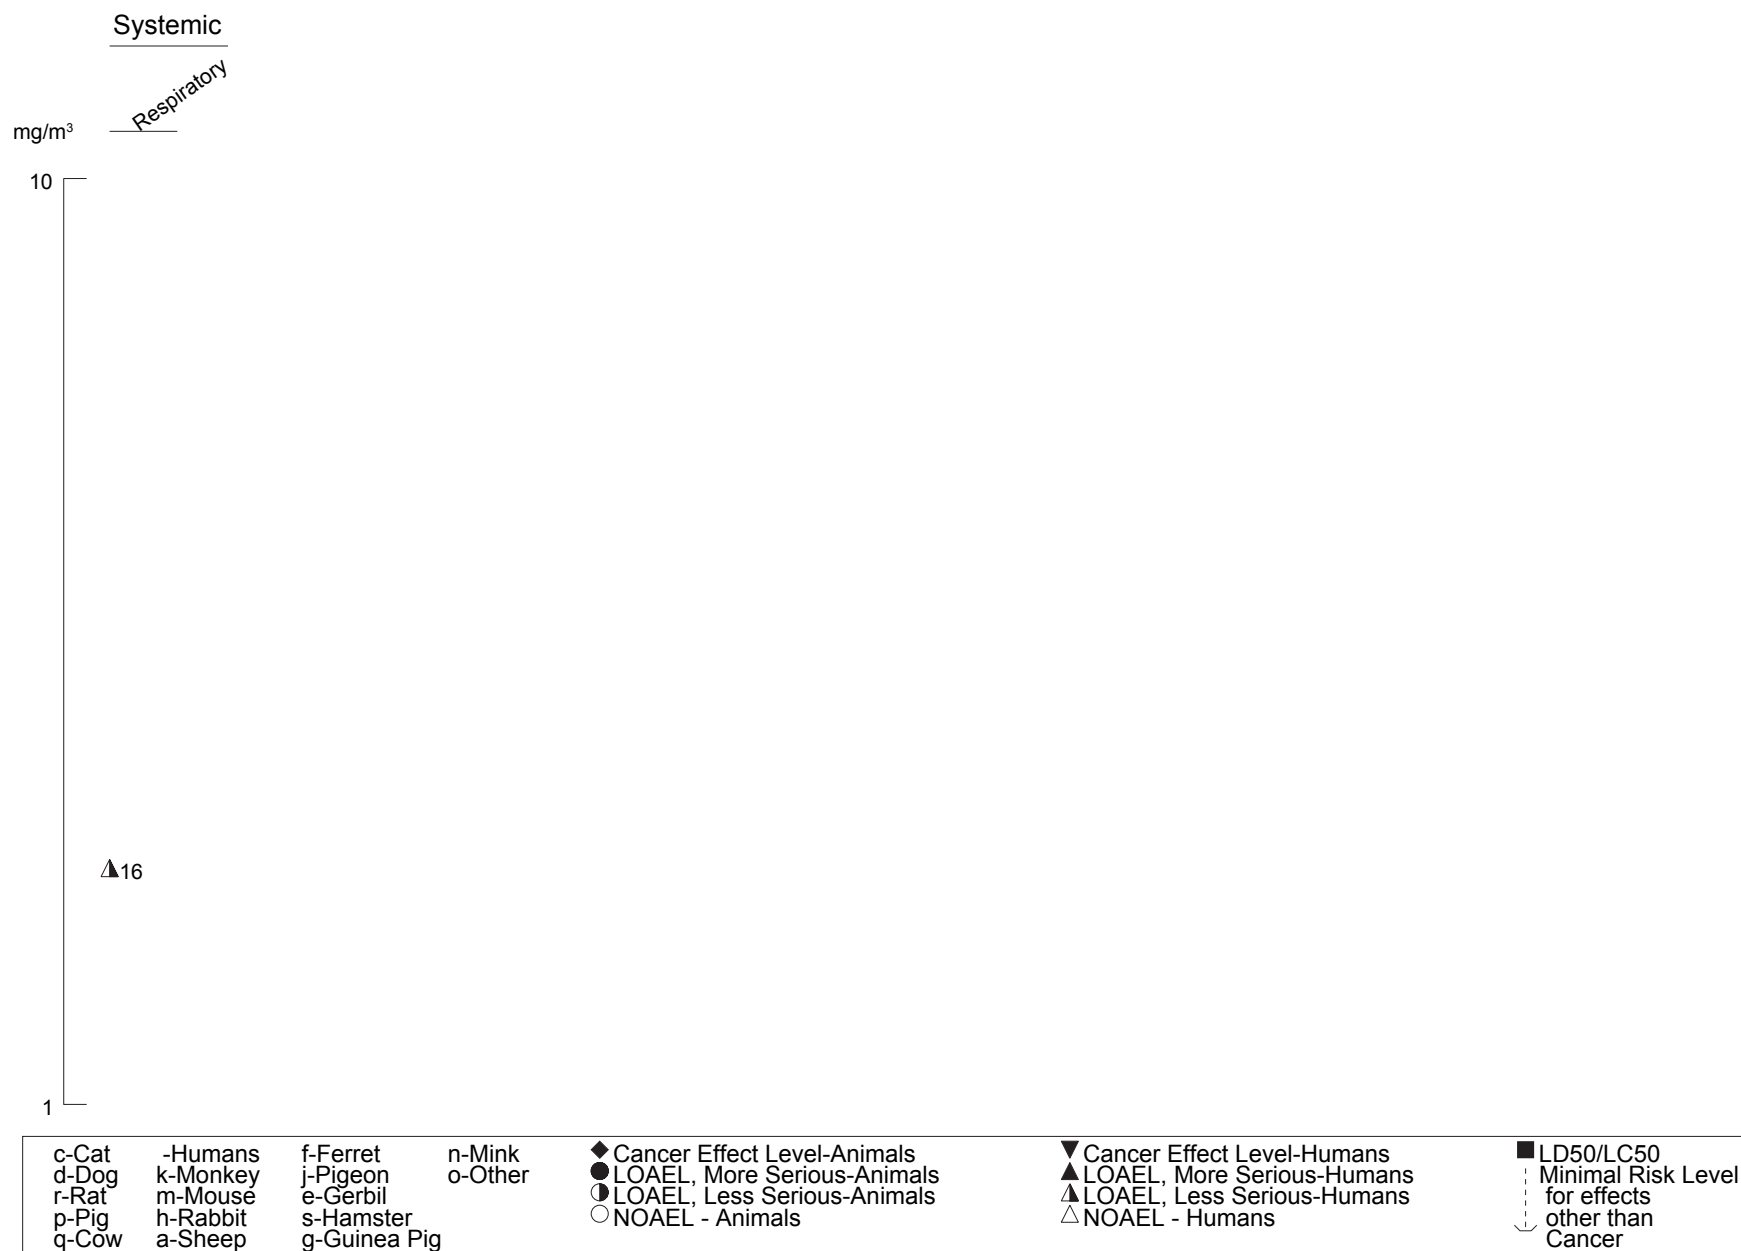 Systemic
Respiratory
mg/m³
10
16
1
c-Cat -Humans f-Ferret n-Mink
d-Dog k-Monkey j-Pigeon o-Other
r-Rat m-Mouse e-Gerbil
p-Pig h-Rabbit s-Hamster
q-Cow a-Sheep g-Guinea Pig
Cancer Effect Level-Animals
LOAEL, More Serious-Animals
LOAEL, Less Serious-Animals
NOAEL - Animals
Cancer Effect Level-Humans
LOAEL, More Serious-Humans
LOAEL, Less Serious-Humans
NOAEL - Humans
LD50/LC50
Minimal Risk Level
for effects
other than
Cancer